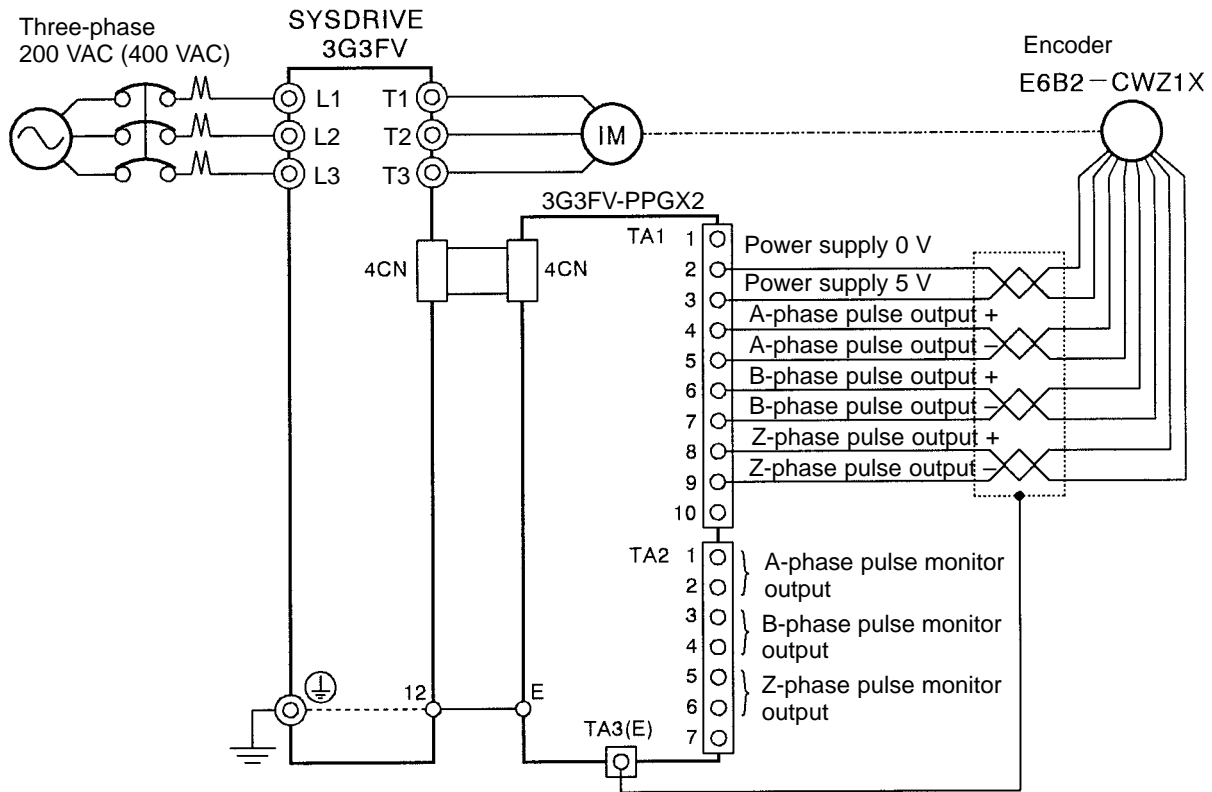 Three-phase
200 VAC (400 VAC)
SYSDRIVE
3G3FV
Encoder
E6B2-CWZ1X
L1
T1
L2
T2
IM
L3
T3
3G3FV-PPGX2
TA1
1
Power supply 0 V
4CN
4CN
2
Power supply 5 V
3
A-phase pulse output +
4
A-phase pulse output –
5
B-phase pulse output +
6
B-phase pulse output –
7
Z-phase pulse output +
8
Z-phase pulse output –
9
10
TA2
1
A-phase pulse monitor
2
output
3
B-phase pulse monitor
4
output
5
Z-phase pulse monitor
6
output
7
12
E
TA3(E)